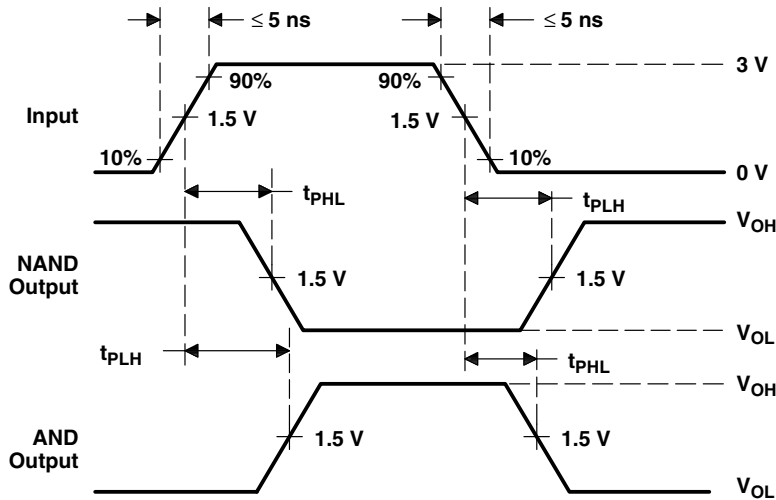 ≤ 5 ns ≤ 5 ns
3 V
90% 90%
Input 1.5 V 1.5 V
10% 10%
0 V
tPHL tPLH
VOH
NAND
Output 1.5 V 1.5 V
VOL
tPLH tPHL
VOH
AND
Output 1.5 V 1.5 V
VOL